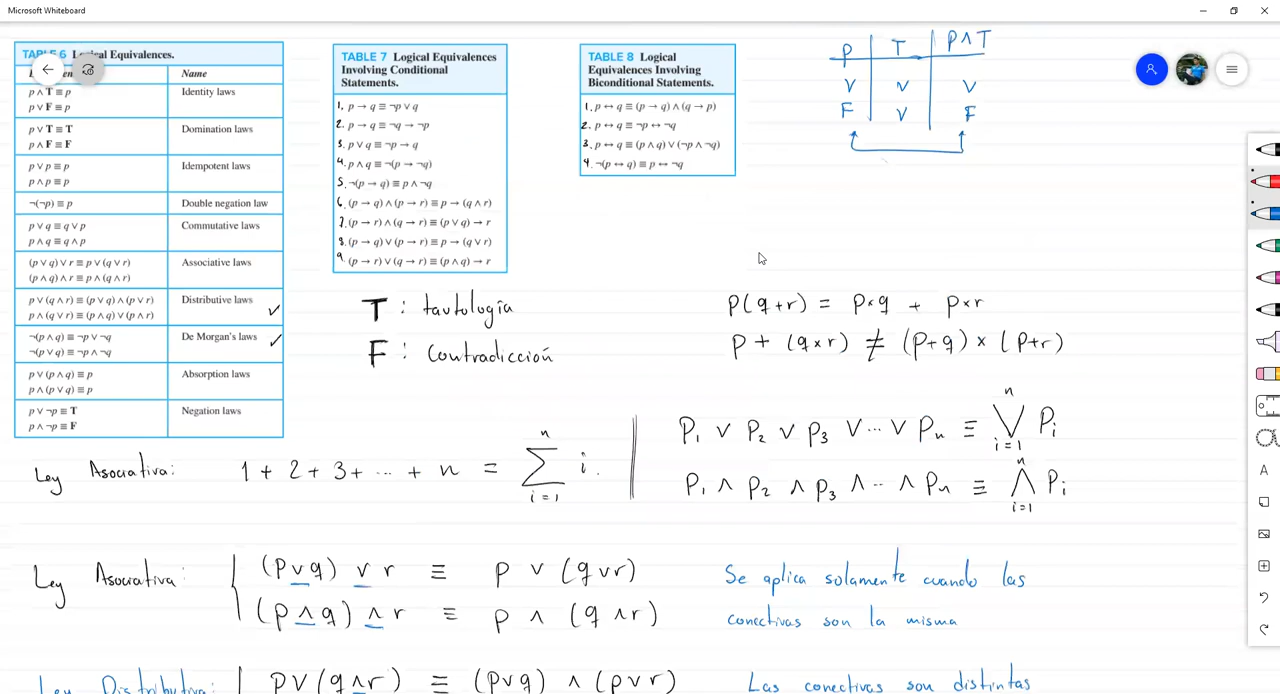 Microsoft Whiteboard
TABLE 6 Logical Equivalences.
Name
p ∧ T ≡ p
p ∨ F ≡ p
Identity laws
p ∨ T ≡ T
p ∧ F ≡ F
Domination laws
p ∨ p ≡ p
p ∧ p ≡ p
Idempotent laws
¬(¬p) ≡ p
Double negation law
p ∨ q ≡ q ∨ p
p ∧ q ≡ q ∧ p
Commutative laws
(p ∨ q) ∨ r ≡ p ∨ (q ∨ r)
(p ∧ q) ∧ r ≡ p ∧ (q ∧ r)
Associative laws
p ∨ (q ∧ r) ≡ (p ∨ q) ∧ (p ∨ r)
p ∧ (q ∨ r) ≡ (p ∧ q) ∨ (p ∧ r)
Distributive laws ✓
¬(p ∧ q) ≡ ¬p ∨ ¬q
¬(p ∨ q) ≡ ¬p ∧ ¬q
De Morgan's laws ✓
p ∨ (p ∧ q) ≡ p
p ∧ (p ∨ q) ≡ p
Absorption laws
p ∨ ¬p ≡ T
p ∧ ¬p ≡ F
Negation laws
TABLE 7 Logical Equivalences
Involving Conditional
Statements.
1. p → q ≡ ¬p ∨ q
2. p → q ≡ ¬q → ¬p
3. p ∨ q ≡ ¬p → q
4. p ∧ q ≡ ¬(p → ¬q)
5. ¬(p → q) ≡ p ∧ ¬q
6. (p → q) ∧ (p → r) ≡ p → (q ∧ r)
7. (p → r) ∧ (q → r) ≡ (p ∨ q) → r
8. (p → q) ∨ (p → r) ≡ p → (q ∨ r)
9. (p → r) ∨ (q → r) ≡ (p ∧ q) → r
TABLE 8 Logical
Equivalences Involving
Biconditional Statements.
1. p ↔ q ≡ (p → q) ∧ (q → p)
2. p ↔ q ≡ ¬p ↔ ¬q
3. p ↔ q ≡ (p ∧ q) ∨ (¬p ∧ ¬q)
4. ¬(p ↔ q) ≡ p ↔ ¬q
P T P∧T
V V V
F V F
T : tautología
F : Contradicción
P(q+r) = P×q + P×r
P + (q×r) ≠ (P+q) × (P+r)
Ley Asociativa: 1 + 2 + 3 + ... + n = ∑_{i=1}^{n} i.
P₁ ∨ P₂ ∨ P₃ ∨ ... ∨ Pₙ ≡ ⋁_{i=1}^{n} Pᵢ
P₁ ∧ P₂ ∧ P₃ ∧ ... ∧ Pₙ ≡ ⋀_{i=1}^{n} Pᵢ
Ley Asociativa: (p∨q) ∨ r ≡ p ∨ (q∨r)
(p∧q) ∧ r ≡ p ∧ (q∧r)
Se aplica solamente cuando las
conectivas son la misma
Ley Distributiva: p∨(q∧r) ≡ (p∨q) ∧ (p∨r)
Las conectivas son distintas